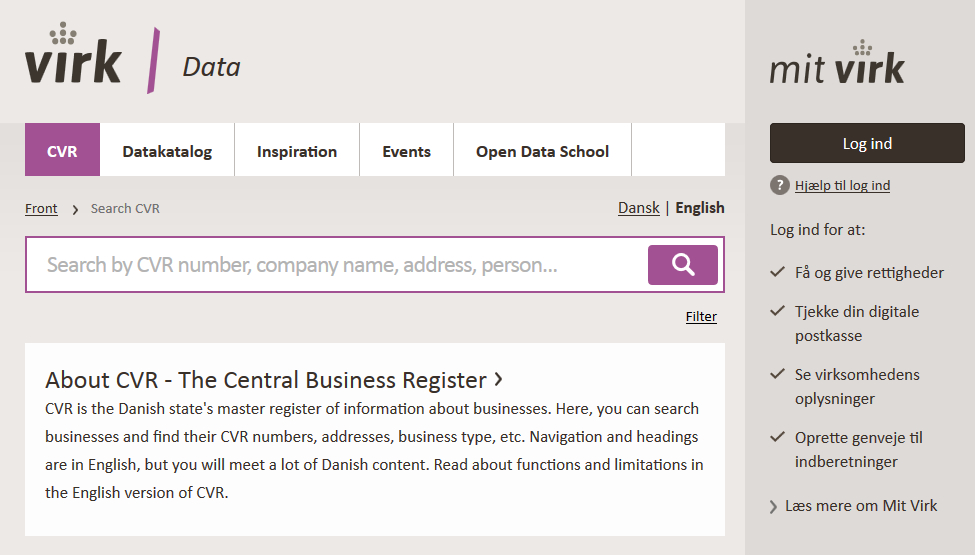 virk Data
CVR Datakatalog Inspiration Events Open Data School
Front > Search CVR
Dansk | English
Search by CVR number, company name, address, person...
Filter
About CVR - The Central Business Register >
CVR is the Danish state's master register of information about businesses. Here, you can search
businesses and find their CVR numbers, addresses, business type, etc. Navigation and headings
are in English, but you will meet a lot of Danish content. Read about functions and limitations in
the English version of CVR.
mit virk
Log ind
? Hjælp til log ind
Log ind for at:
Få og give rettigheder
Tjekke din digitale
postkasse
Se virksomhedens
oplysninger
Oprette genveje til
indberetninger
> Læs mere om Mit Virk